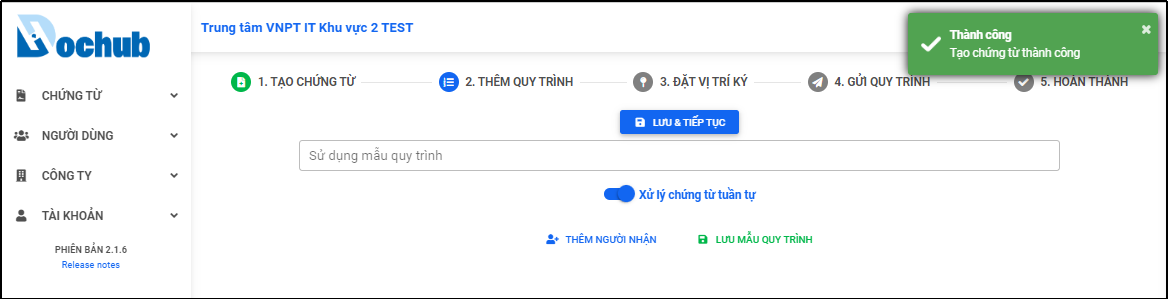 Dochub
Trung tâm VNPT IT Khu vực 2 TEST
Thành công
Tạo chứng từ thành công
CHỨNG TỪ
NGƯỜI DÙNG
CÔNG TY
TÀI KHOẢN
PHIÊN BẢN 2.1.6
Release notes
1. TẠO CHỨNG TỪ
2. THÊM QUY TRÌNH
3. ĐẶT VỊ TRÍ KÝ
4. GỬI QUY TRÌNH
5. HOÀN THÀNH
LƯU & TIẾP TỤC
Sử dụng mẫu quy trình
Xử lý chứng từ tuần tự
THÊM NGƯỜI NHẬN
LƯU MẪU QUY TRÌNH